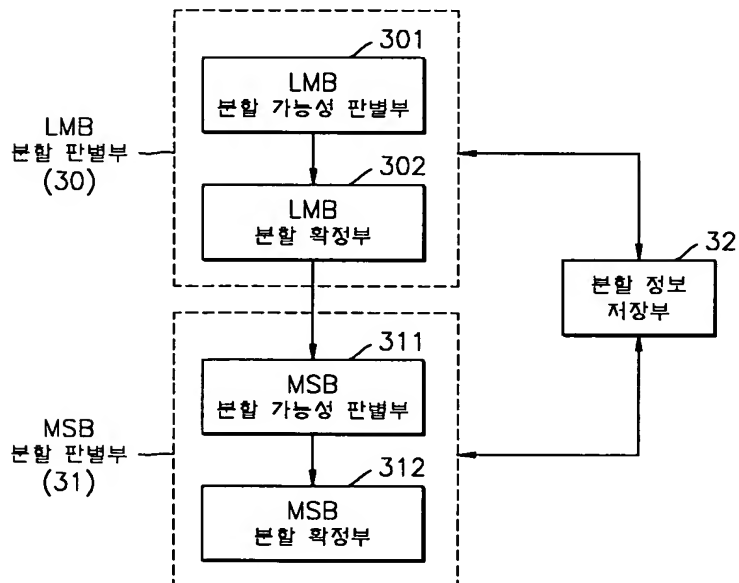 301
LMB
분할 가능성 판별부
LMB
분할 판별부
(30)
302
LMB
분할 확정부
32
분할 정보
저장부
311
MSB
분할 가능성 판별부
MSB
분할 판별부
(31)
312
MSB
분할 확정부